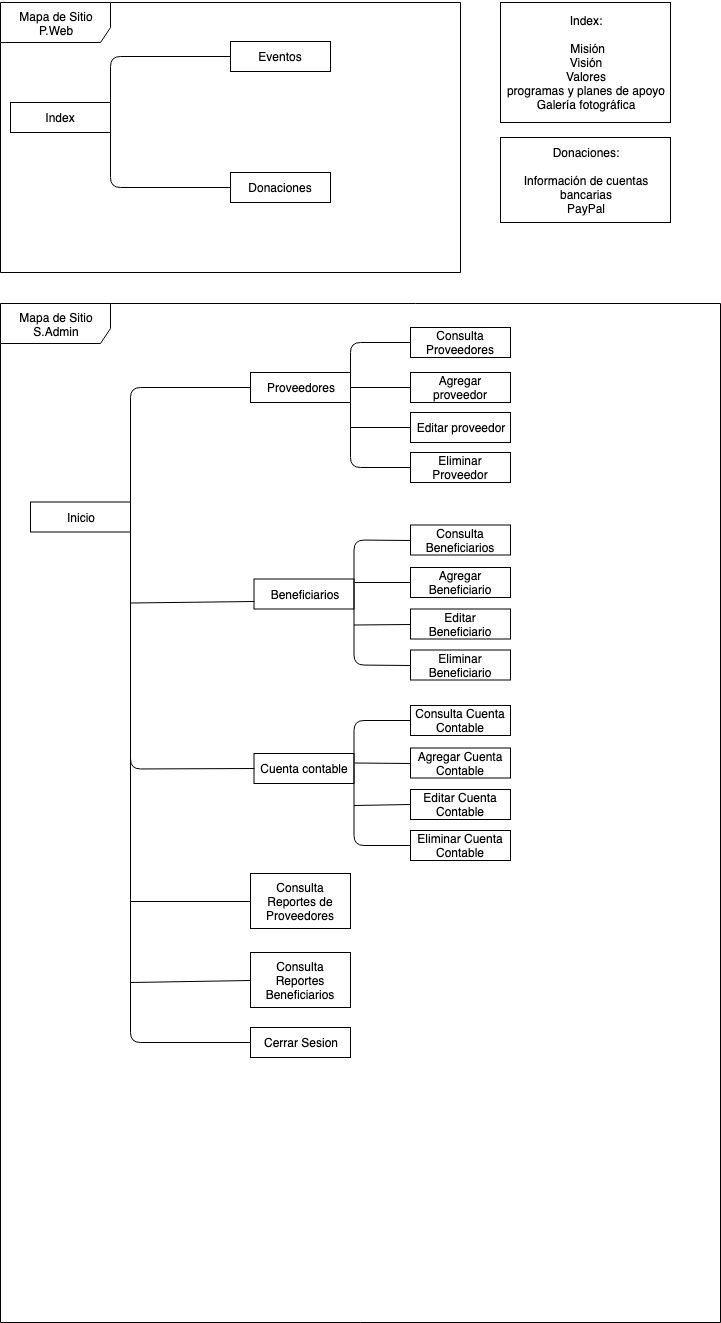 Mapa de Sitio
P.Web
Eventos
Index
Donaciones
Index:
Misión
Visión
Valores
programas y planes de apoyo
Galería fotográfica
Donaciones:
Información de cuentas
bancarias
PayPal
Mapa de Sitio
S.Admin
Inicio
Proveedores
Consulta
Proveedores
Agregar
proveedor
Editar proveedor
Eliminar
Proveedor
Beneficiarios
Consulta
Beneficiarios
Agregar
Beneficiario
Editar
Beneficiario
Eliminar
Beneficiario
Cuenta contable
Consulta Cuenta
Contable
Agregar Cuenta
Contable
Editar Cuenta
Contable
Eliminar Cuenta
Contable
Consulta
Reportes de
Proveedores
Consulta
Reportes
Beneficiarios
Cerrar Sesion